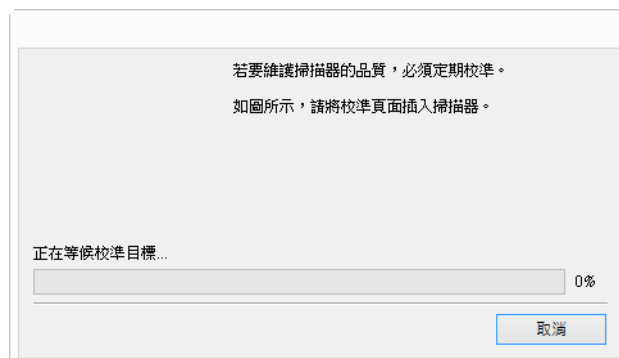 若要維護掃描器的品質，必須定期校準。
如圖所示，請將校準頁面插入掃描器。
正在等候校準目標...
0%
取消